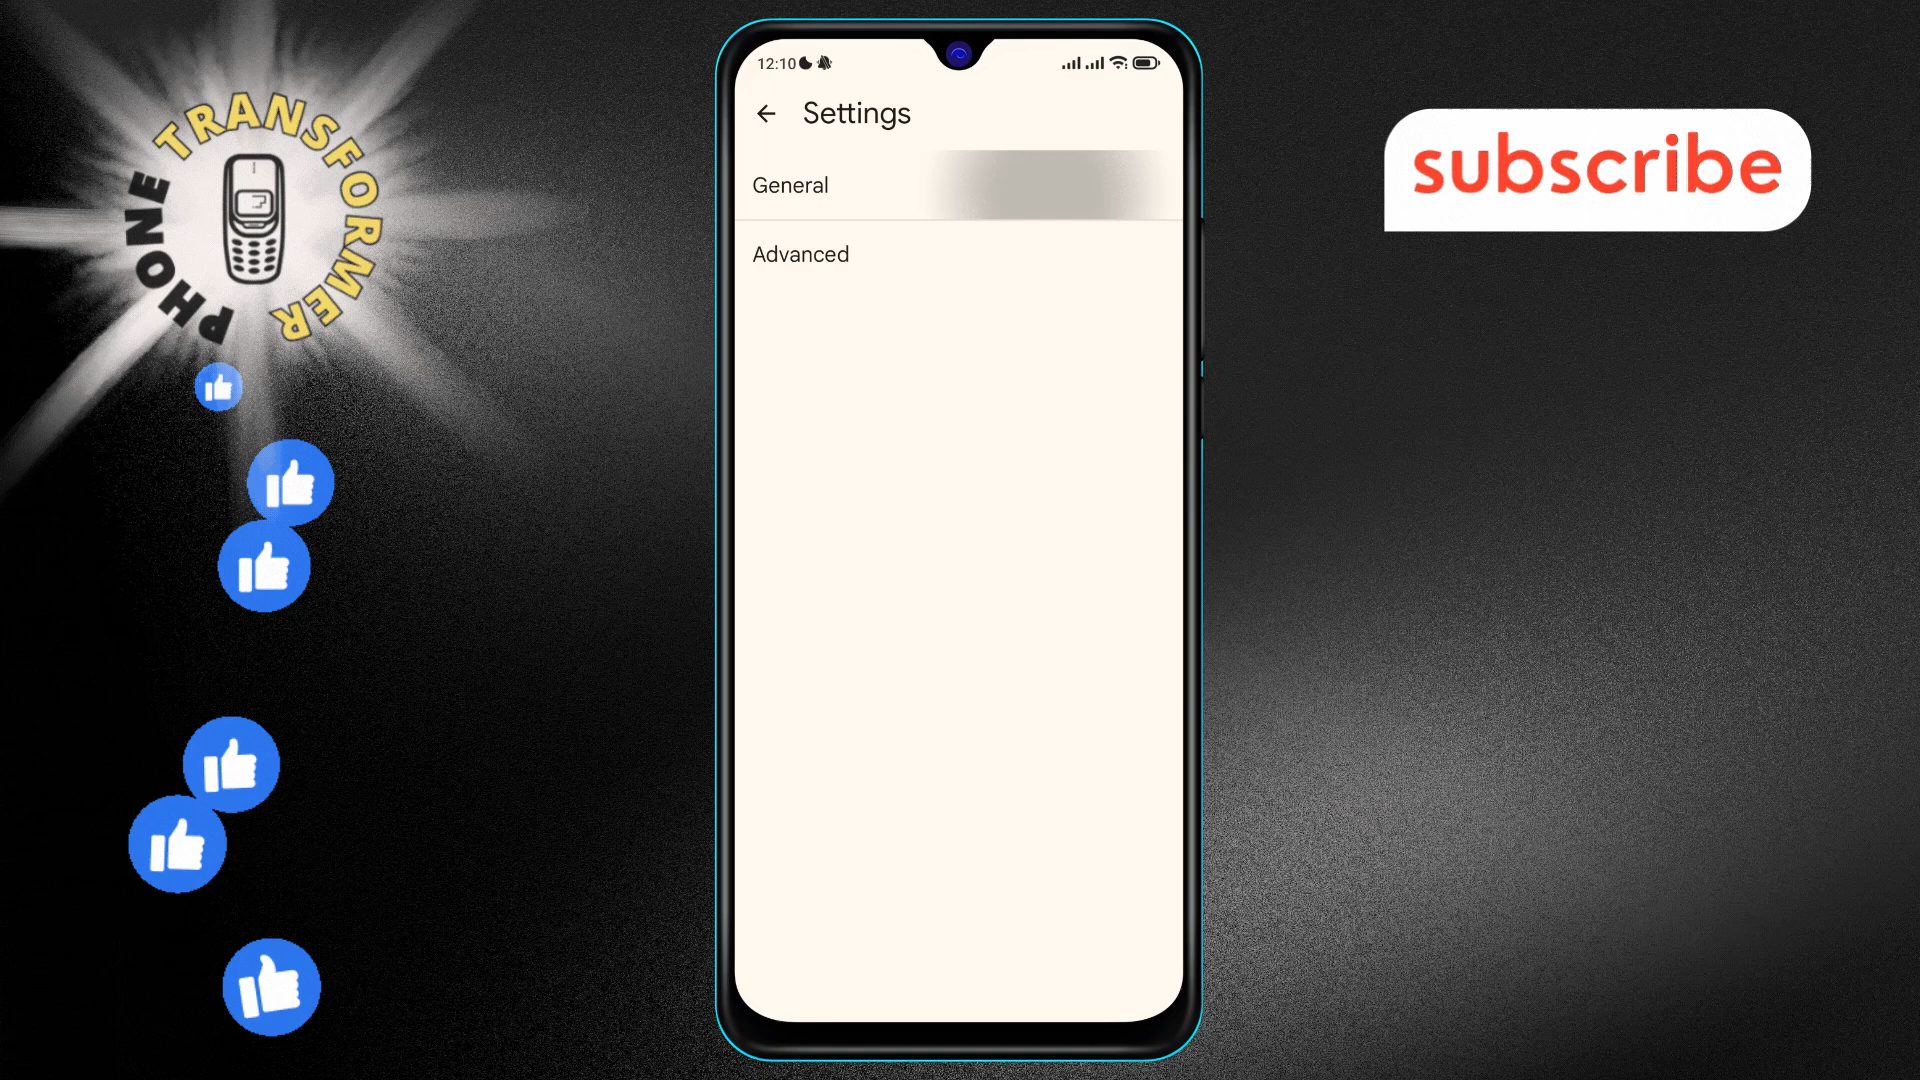 PHONE TRANSFORMER
12:10
Settings
General
Advanced
subscribe